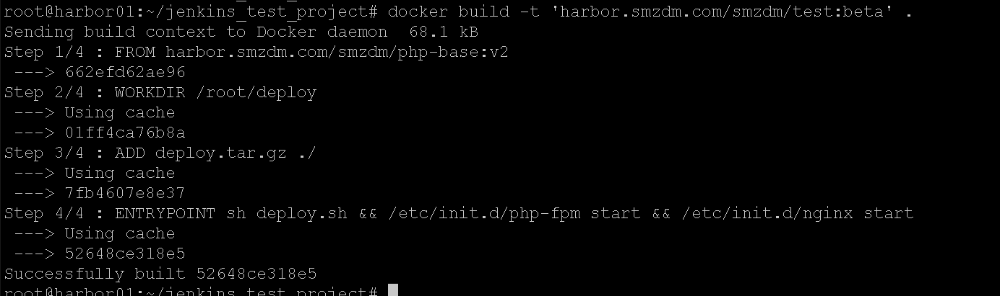 root@harbor01:~/jenkins_test_project# docker build -t 'harbor.smzdm.com/smzdm/test:beta' .
Sending build context to Docker daemon  68.1 kB
Step 1/4 : FROM harbor.smzdm.com/smzdm/php-base:v2
 ---> 662efd62ae96
Step 2/4 : WORKDIR /root/deploy
 ---> Using cache
 ---> 01ff4ca76b8a
Step 3/4 : ADD deploy.tar.gz ./
 ---> Using cache
 ---> 7fb4607e8e37
Step 4/4 : ENTRYPOINT sh deploy.sh && /etc/init.d/php-fpm start && /etc/init.d/nginx start
 ---> Using cache
 ---> 52648ce318e5
Successfully built 52648ce318e5
root@harbor01:~/jenkins_test_project#